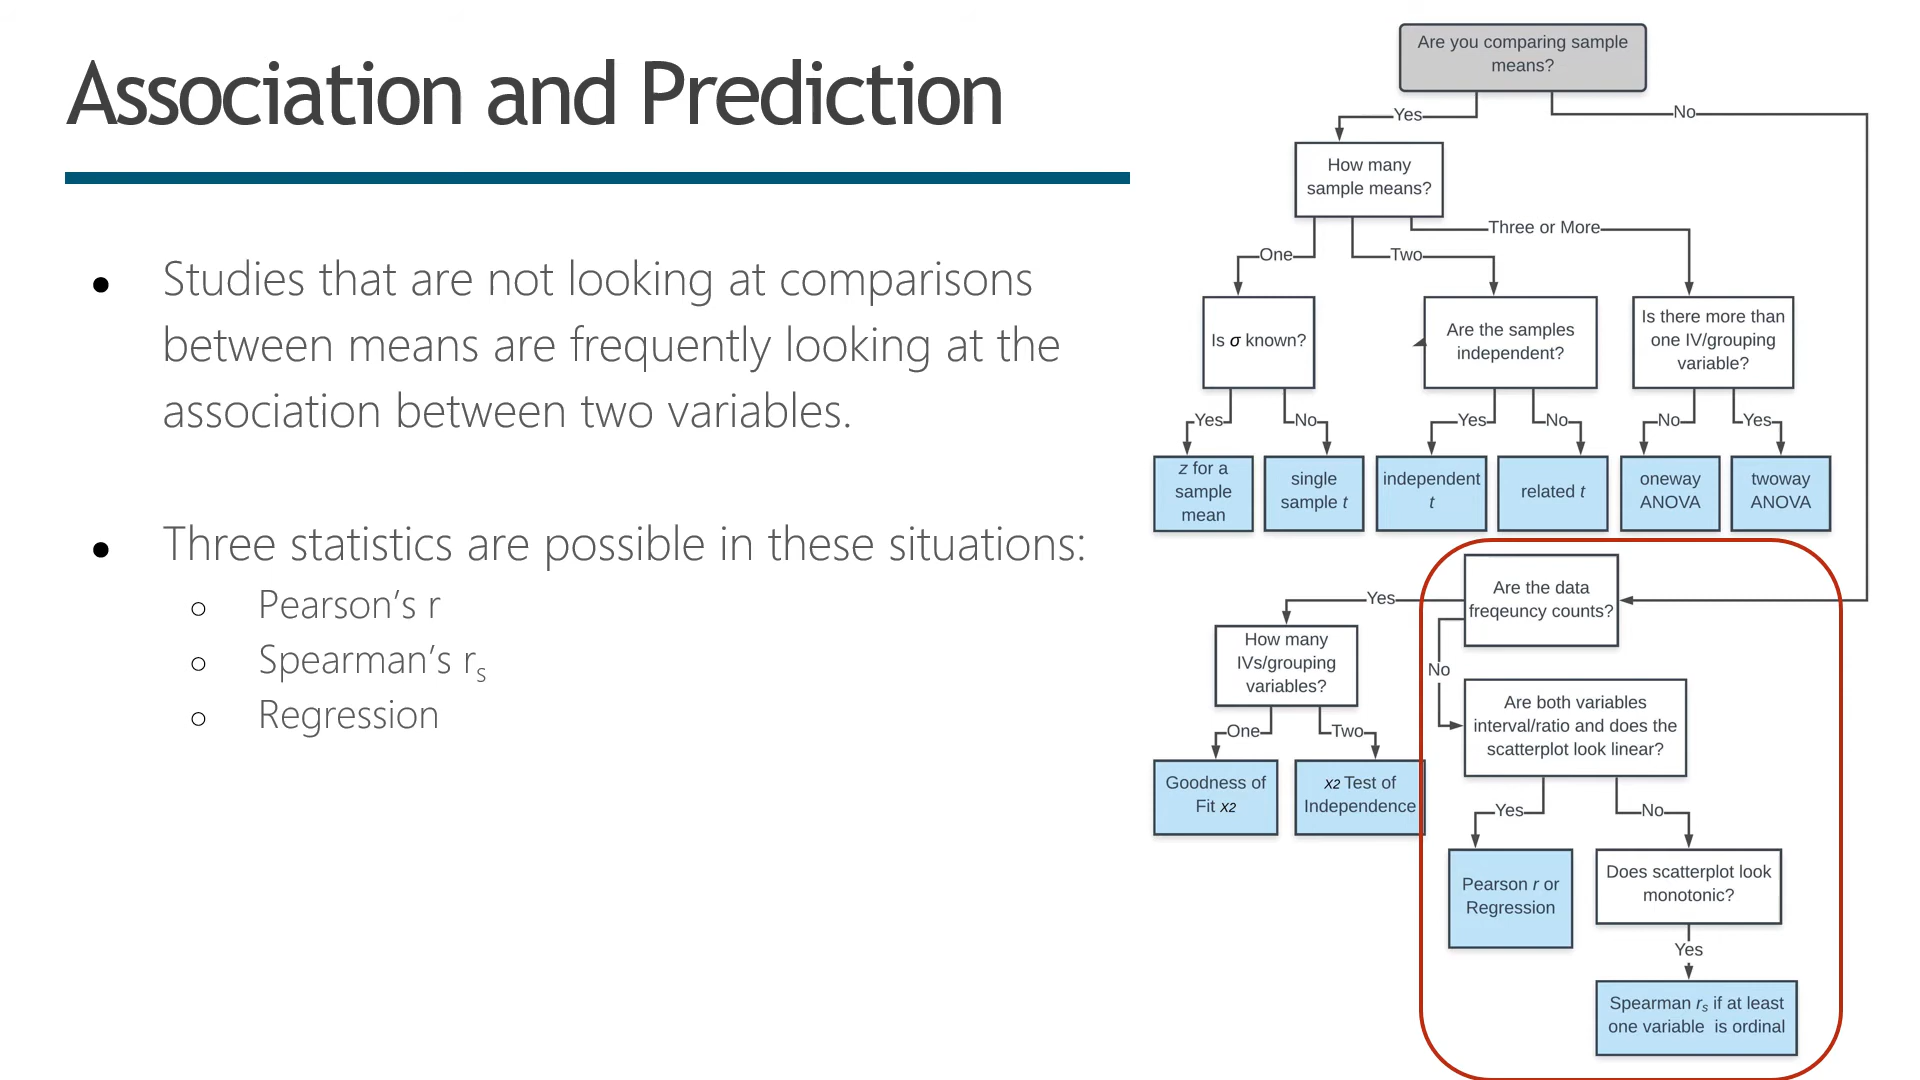 Association and Prediction
● Studies that are not looking at comparisons
between means are frequently looking at the
association between two variables.
● Three statistics are possible in these situations:
○ Pearson’s r
○ Spearman’s rₛ
○ Regression
Are you comparing sample
means?
Yes
No
How many
sample means?
One
Two
Three or More
Is σ known?
Are the samples
independent?
Is there more than
one IV/grouping
variable?
Yes
No
Yes
No
No
Yes
z for a
sample
mean
single
sample t
independent
t
related t
oneway
ANOVA
twoway
ANOVA
Are the data
freqeuncy counts?
Yes
No
How many
IVs/grouping
variables?
One
Two
Goodness of
Fit x2
x2 Test of
Independence
Are both variables
interval/ratio and does the
scatterplot look linear?
Yes
No
Pearson r or
Regression
Does scatterplot look
monotonic?
Yes
Spearman rₛ if at least
one variable is ordinal